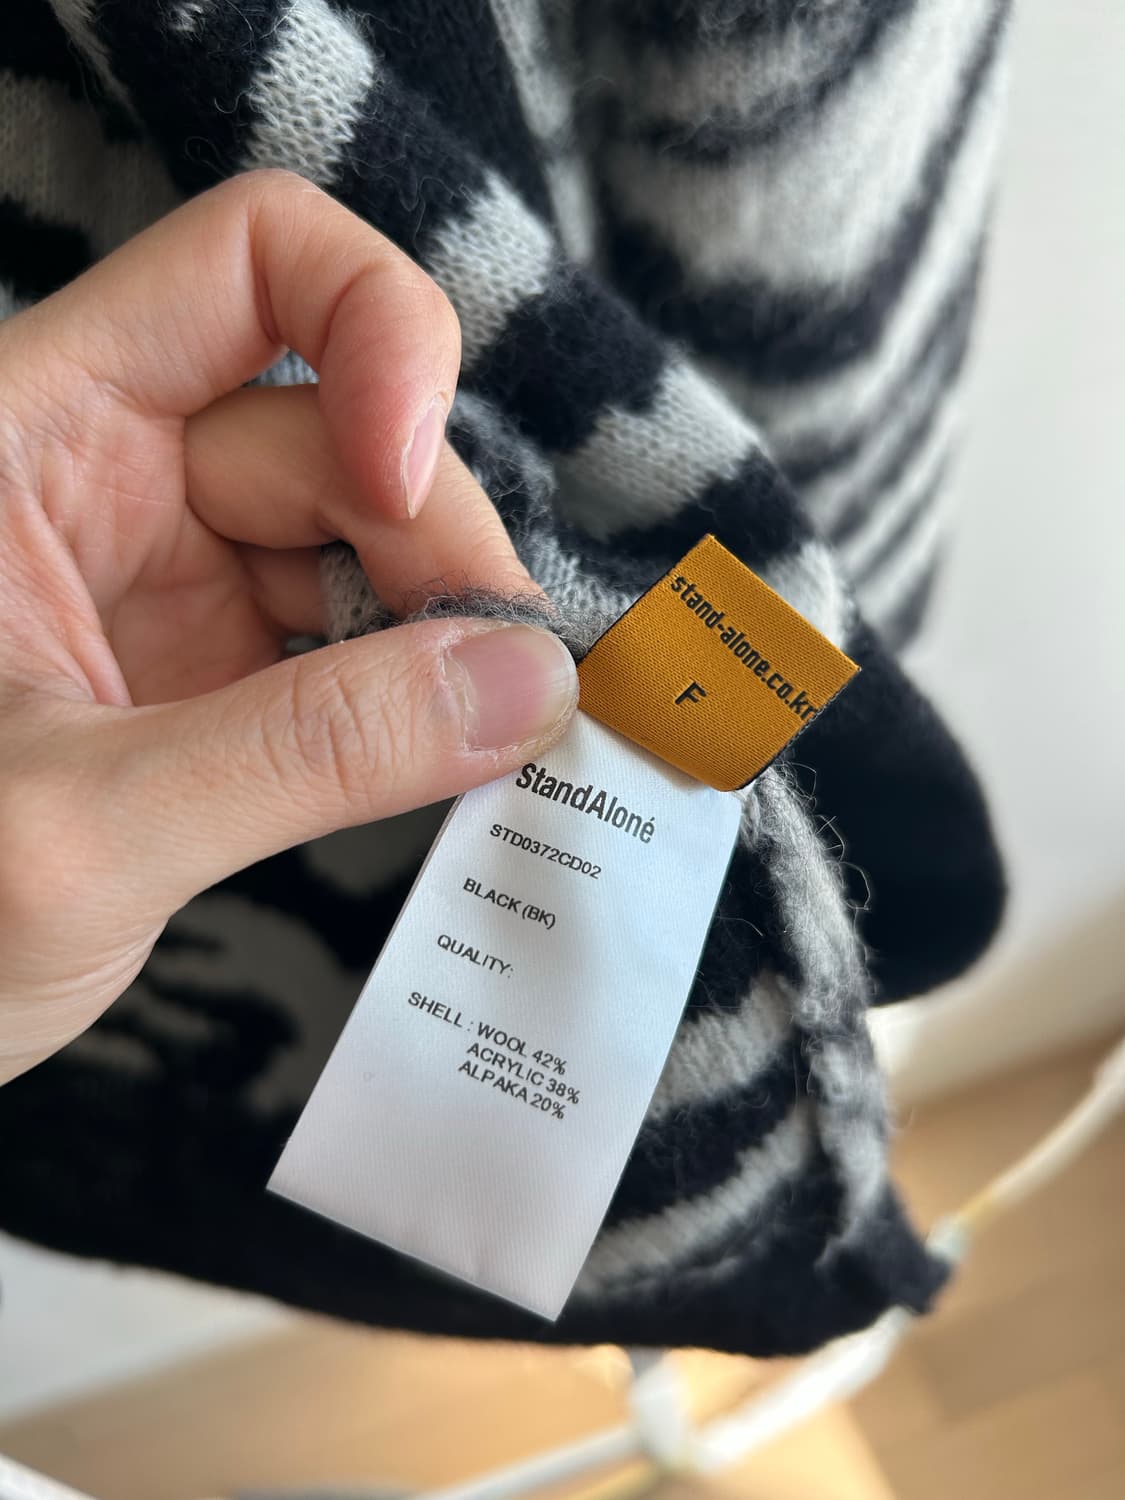 stand-alone.co.kr
F
StandAloné
STD0372CD02
BLACK (BK)
QUALITY:
SHELL : WOOL 42%
ACRYLIC 38%
ALPAKA 20%